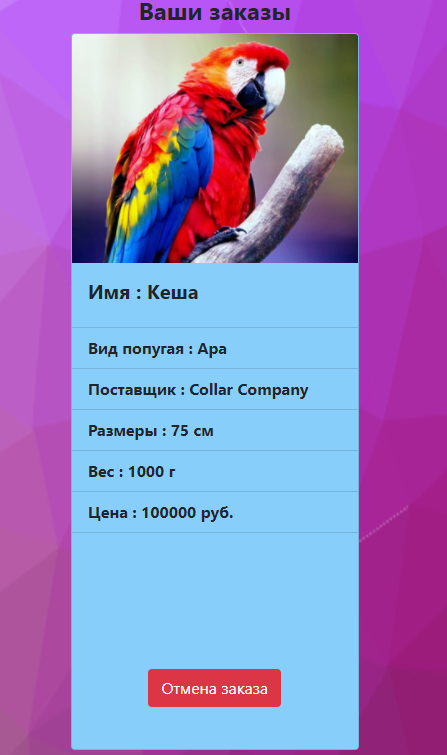 Ваши заказы
Имя : Кеша
Вид попугая : Ара
Поставщик : Collar Company
Размеры : 75 см
Вес : 1000 г
Цена : 100000 руб.
Отмена заказа